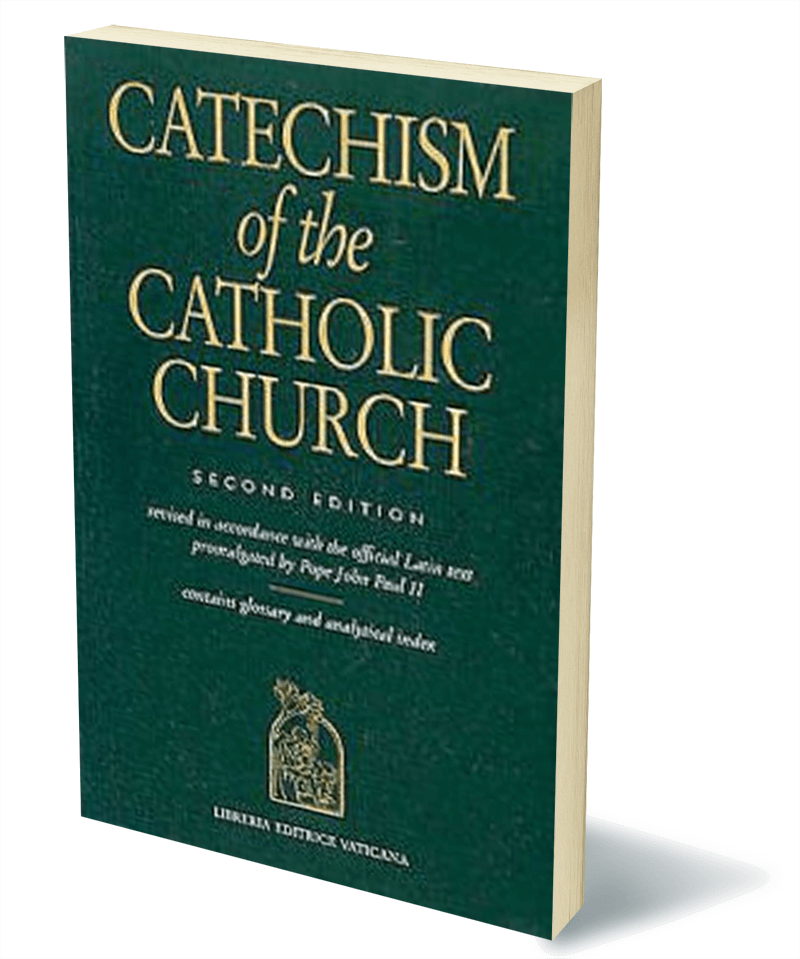 CATECHISM
of the
CATHOLIC
CHURCH
SECOND EDITION
revised in accordance with the official Latin text
promulgated by Pope John Paul II
contains glossary and analytical index
LIBRERIA EDITRICE VATICANA